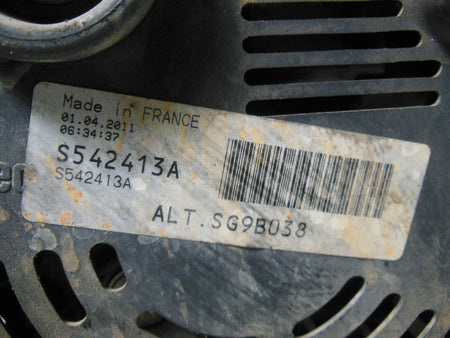 Made in FRANCE
01.04.2011
06:34:37
S542413A
S542413A
ALT. SG9B038